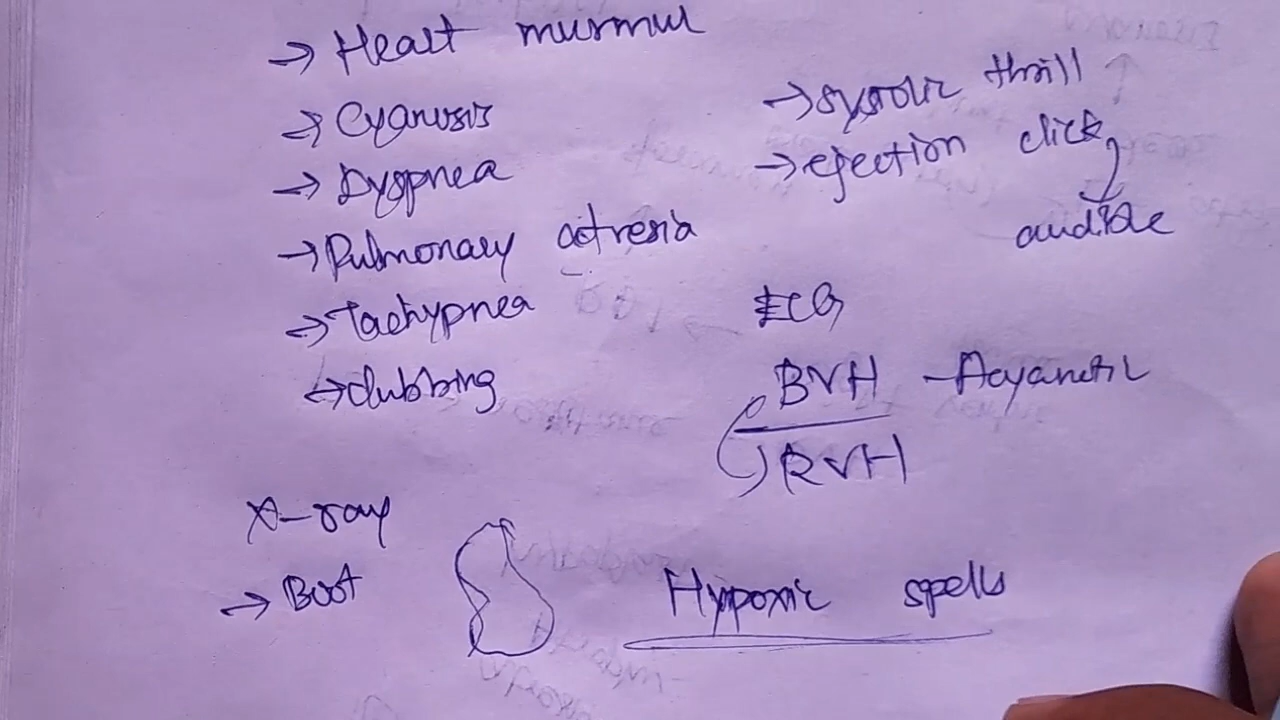 → Heart murmur
→ Cyanosis
→ Dyspnea
→ Pulmonary atresia
→ Tachypnea
→ clubbing
→ systolic thrill
→ ejection click
audible
ECG
BVH - Acyanotic
RVH
X-ray
→ Boot
Hypoxic spells